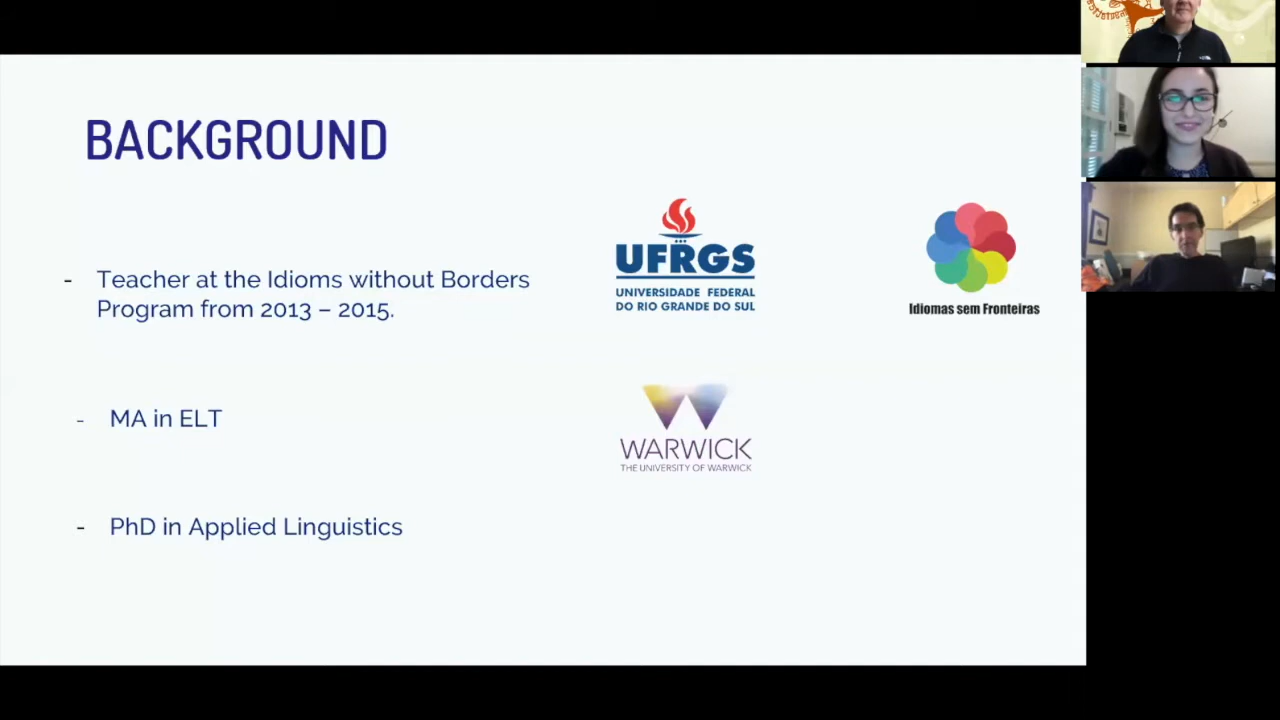 BACKGROUND
- Teacher at the Idioms without Borders
Program from 2013 – 2015.
UFRGS
UNIVERSIDADE FEDERAL
DO RIO GRANDE DO SUL
Idiomas sem Fronteiras
- MA in ELT
WARWICK
THE UNIVERSITY OF WARWICK
- PhD in Applied Linguistics